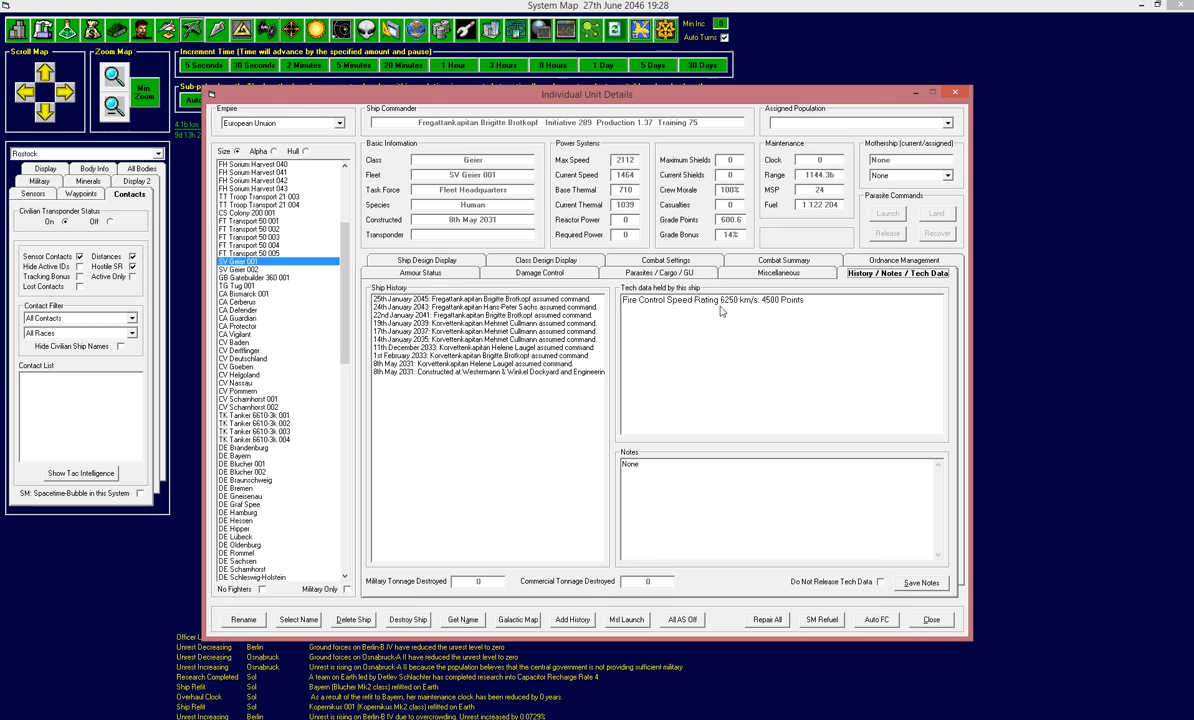 System Map 27th June 2046 19:28
Min Inc 0
Auto Turns
Scroll Map
Zoom Map
Min Zoom
Increment Time (Time will advance by the specified amount and pause)
5 Seconds 30 Seconds 2 Minutes 5 Minutes 20 Minutes 1 Hour 3 Hours 8 Hours 1 Day 5 Days 30 Days
4.1b km
9d 13h
Rostock
Display Body Info All Bodies
Military Minerals Display 2
Sensors Waypoints Contacts
Civilian Transponder Status
On Off
Sensor Contacts Distances
Hide Active IDs Hostile SR
Tracking Bonus Active Only
Lost Contacts
Contact Filter
All Contacts
All Races
Hide Civilian Ship Names
Contact List
Show Tac Intelligence
SM: Spacetime-Bubble in this System
Individual Unit Details
Empire
European Unuion
Ship Commander
Fregattankapitan Brigitte Brotkopf Initiative 289 Production 1.37 Training 75
Assigned Population
Size Alpha Hull
FH Sorium Harvest 040
FH Sorium Harvest 041
FH Sorium Harvest 042
FH Sorium Harvest 043
TT Troop Transport 21 003
TT Troop Transport 21 004
CS Colony 200 001
FT Transport 50 001
FT Transport 50 002
FT Transport 50 003
FT Transport 50 004
FT Transport 50 005
SV Geier 001
SV Geier 002
GB Gatebuilder 360 001
TG Tug 001
CA Bismarck 001
CA Cerberus
CA Defender
CA Guardian
CA Protector
CA Vigilant
CV Baden
CV Derfflinger
CV Deutschland
CV Goeben
CV Helgoland
CV Nassau
CV Pommern
CV Scharnhorst 001
CV Scharnhorst 002
TK Tanker 6610-3k 001
TK Tanker 6610-3k 002
TK Tanker 6610-3k 003
TK Tanker 6610-3k 004
DE Brandenburg
DE Bayern
DE Blucher 001
DE Blucher 002
DE Braunschweig
DE Bremen
DE Gneisenau
DE Graf Spee
DE Hamburg
DE Hessen
DE Hipper
DE Lübeck
DE Oldenburg
DE Rommel
DE Sachsen
DE Scharnhorst
DE Schleswig-Holstein
No Fighters Military Only
Basic Information
Class Geier
Fleet SV Geier 001
Task Force Fleet Headquarters
Species Human
Constructed 8th May 2031
Transponder
Power Systems
Max Speed 2112
Current Speed 1464
Base Thermal 710
Current Thermal 1039
Reactor Power 0
Required Power 0
Maximum Shields 0
Current Shields 0
Crew Morale 100%
Casualties 0
Grade Points 600.6
Grade Bonus 14%
Maintenance
Clock 0
Range 1144.3b
MSP 24
Fuel 1 122 204
Mothership (current/assigned)
None
None
Parasite Commands
Launch Land
Release Recover
Ship Design Display Class Design Display Combat Settings Combat Summary Ordnance Management
Armour Status Damage Control Parasites / Cargo / GU Miscellaneous History / Notes / Tech Data
Ship History
25th January 2045: Fregattankapitan Brigitte Brotkopf assumed command.
24th January 2043: Fregattankapitan Hans-Peter Sachs assumed command.
22nd January 2041: Fregattankapitan Brigitte Brotkopf assumed command.
19th January 2039: Korvettenkapitan Mehmet Cullmann assumed command.
17th January 2037: Korvettenkapitan Mehmet Cullmann assumed command.
14th January 2035: Korvettenkapitan Mehmet Cullmann assumed command.
11th December 2033: Korvettenkapitan Helene Laugel assumed command.
1st February 2033: Korvettenkapitan Brigitte Brotkopf assumed command
8th May 2031: Korvettenkapitan Helene Laugel assumed command.
8th May 2031: Constructed at Westermann & Winkel Dockyard and Engineerin
Tech data held by this ship
Fire Control Speed Rating 6250 km/s: 4500 Points
Notes
None
Military Tonnage Destroyed 0 Commercial Tonnage Destroyed 0
Do Not Release Tech Data
Save Notes
Rename Select Name Delete Ship Destroy Ship Get Name Galactic Map Add History Msl Launch All AS OFF Repair All SM Refuel Auto FC Close
Unrest Decreasing Berlin Ground forces on Berlin-B IV have reduced the unrest level to zero
Unrest Decreasing Osnabruck Ground forces on Osnabruck-A II have reduced the unrest level to zero
Unrest Increasing Osnabruck Unrest is rising on Osnabruck-A II because the population believes that the central government is not providing sufficient military
Research Completed Sol A team on Earth led by Detlev Schlachter has completed research into Capacitor Recharge Rate 4
Ship Refit Sol Bayern (Blucher Mk2 class) refitted on Earth
Overhaul Clock Sol As a result of the refit to Bayern, her maintenance clock has been reduced by 0 years.
Ship Refit Sol Kopernikus 001 (Kopernikus Mk2 class) refitted on Earth
Unrest Increasing Berlin Unrest is rising on Berlin-B IV due to overcrowding. Unrest increased by 0.0729%